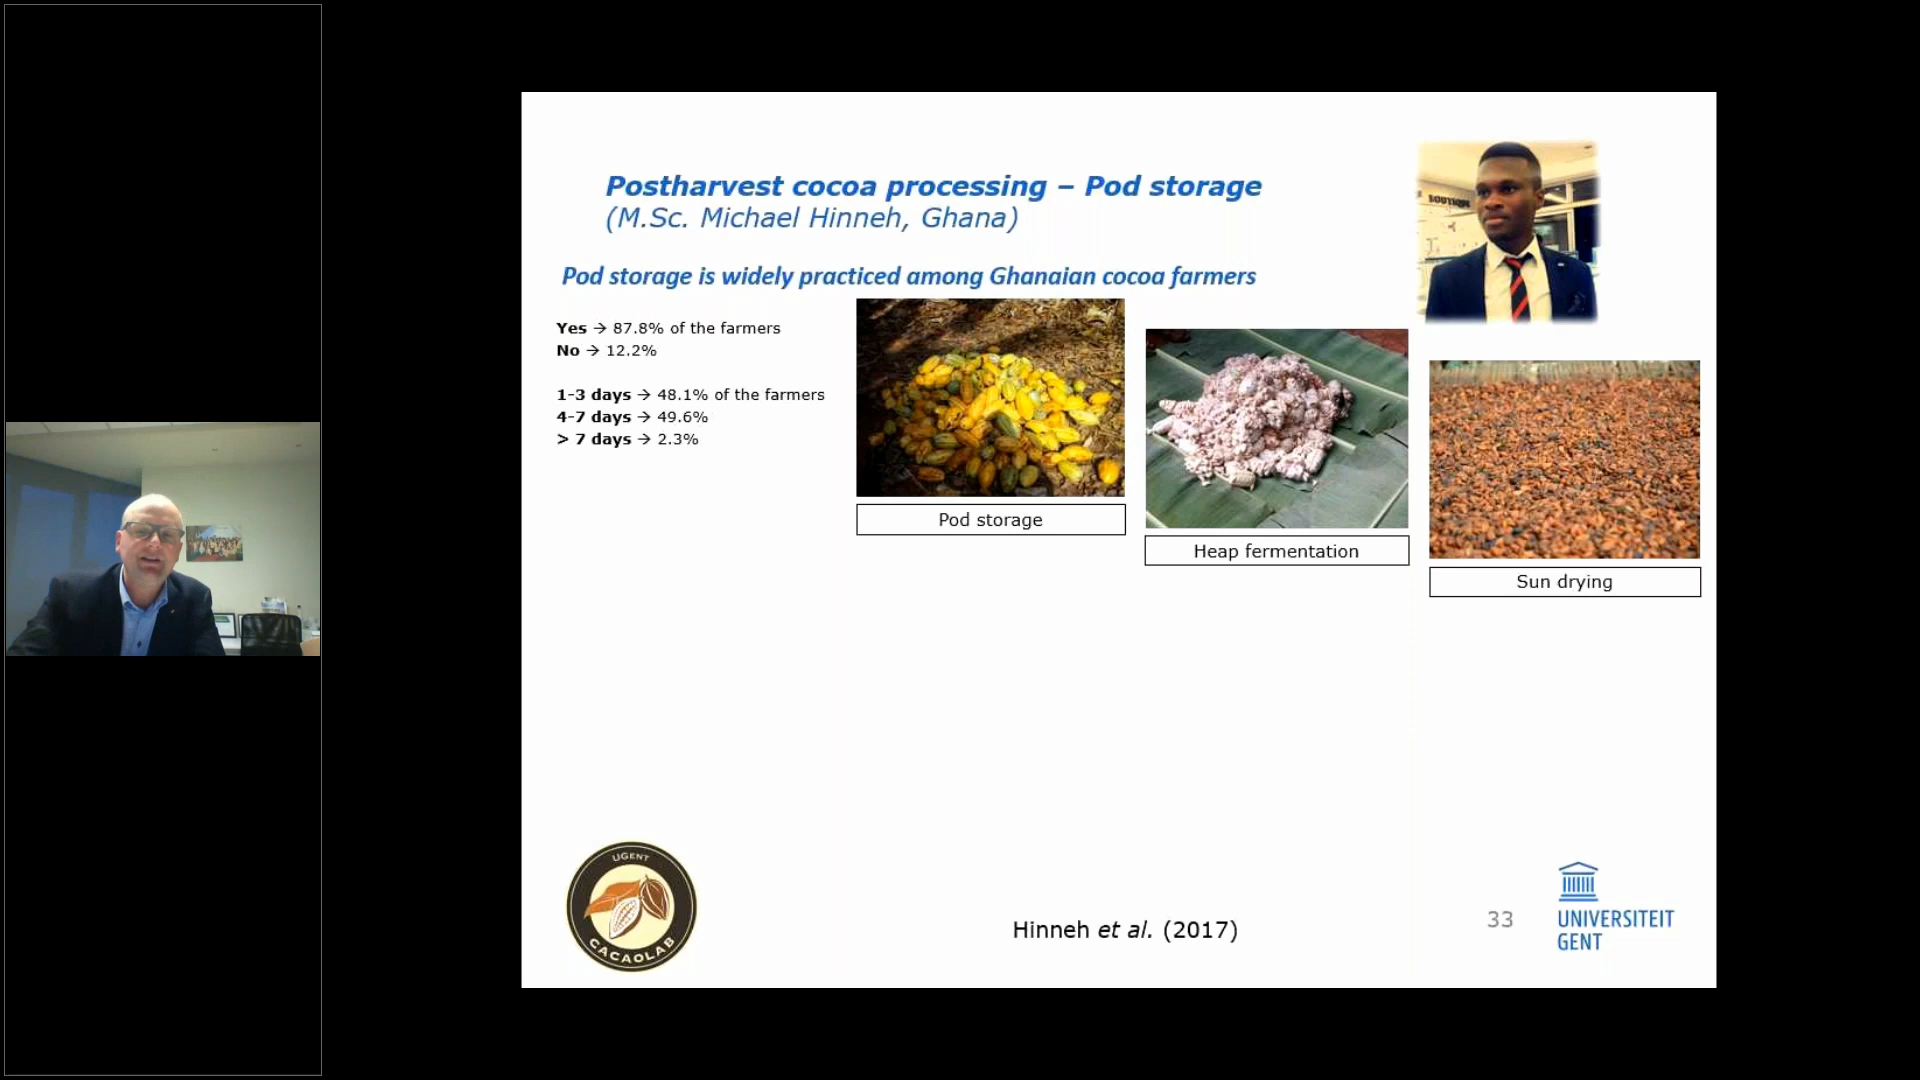 Postharvest cocoa processing – Pod storage
(M.Sc. Michael Hinneh, Ghana)
Pod storage is widely practiced among Ghanaian cocoa farmers
Yes → 87.8% of the farmers
No → 12.2%
1-3 days → 48.1% of the farmers
4-7 days → 49.6%
> 7 days → 2.3%
BOUTIQUE
Pod storage
Heap fermentation
Sun drying
UGENT
CACAOLAB
Hinneh et al. (2017)
33
UNIVERSITEIT
GENT